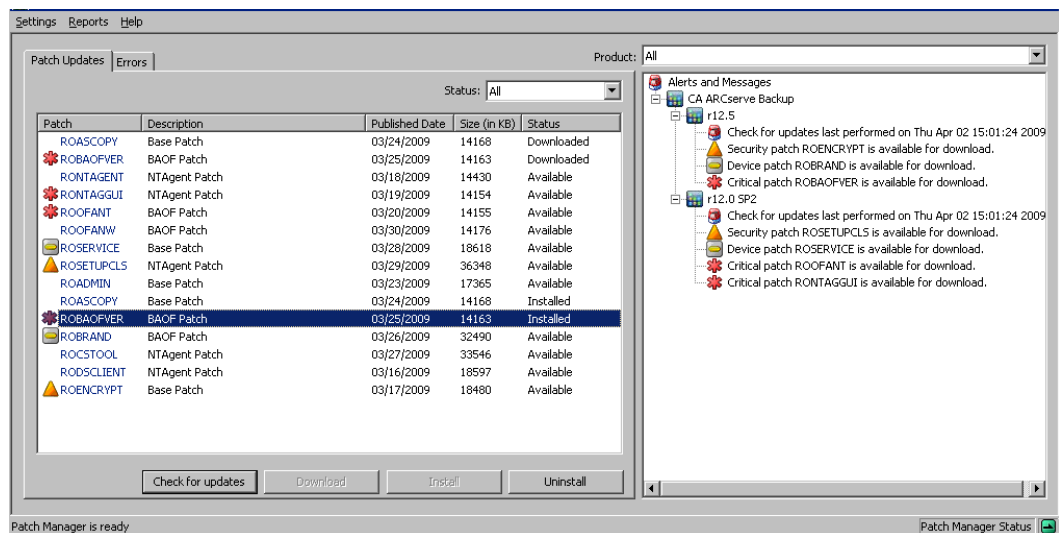 Settings Reports Help
Patch Updates Errors
Product: All
Status: All
Patch Description Published Date Size (in KB) Status
ROASCOPY Base Patch 03/24/2009 14168 Downloaded
ROBAOFVER BAOF Patch 03/25/2009 14163 Downloaded
RONTAGENT NTAgent Patch 03/18/2009 14430 Available
RONTAGGUI NTAgent Patch 03/19/2009 14154 Available
ROOFANT BAOF Patch 03/20/2009 14155 Available
ROOFANW BAOF Patch 03/30/2009 14176 Available
ROSERVICE Base Patch 03/28/2009 18618 Available
ROSETUPCLS NTAgent Patch 03/29/2009 36348 Available
ROADMIN Base Patch 03/23/2009 17365 Available
ROASCOPY Base Patch 03/24/2009 14168 Installed
ROBAOFVER BAOF Patch 03/25/2009 14163 Installed
ROBRAND BAOF Patch 03/26/2009 32490 Available
ROCSTOOL NTAgent Patch 03/27/2009 33546 Available
RODSCLIENT NTAgent Patch 03/16/2009 18597 Available
ROENCRYPT Base Patch 03/17/2009 18480 Available
Check for updates Download Install Uninstall
Alerts and Messages
CA ARCserve Backup
r12.5
Check for updates last performed on Thu Apr 02 15:01:24 2009
Security patch ROENCRYPT is available for download.
Device patch ROBRAND is available for download.
Critical patch ROBAOFVER is available for download.
r12.0 SP2
Check for updates last performed on Thu Apr 02 15:01:24 2009
Security patch ROSETUPCLS is available for download.
Device patch ROSERVICE is available for download.
Critical patch ROOFANT is available for download.
Critical patch RONTAGGUI is available for download.
Patch Manager is ready
Patch Manager Status